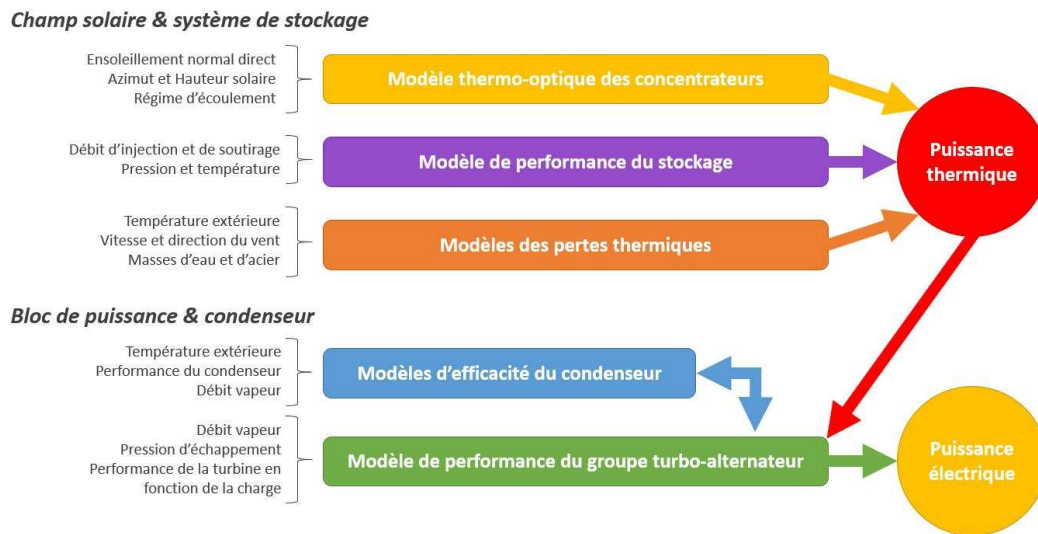 Champ solaire & système de stockage
Ensoleillement normal direct
Azimut et Hauteur solaire
Régime d'écoulement
Modèle thermo-optique des concentrateurs
Débit d'injection et de soutirage
Pression et température
Modèle de performance du stockage
Puissance
thermique
Température extérieure
Vitesse et direction du vent
Masses d'eau et d'acier
Modèles des pertes thermiques
Bloc de puissance & condenseur
Température extérieure
Performance du condenseur
Débit vapeur
Modèles d'efficacité du condenseur
Débit vapeur
Pression d'échappement
Performance de la turbine en
fonction de la charge
Modèle de performance du groupe turbo-alternateur
Puissance
électrique